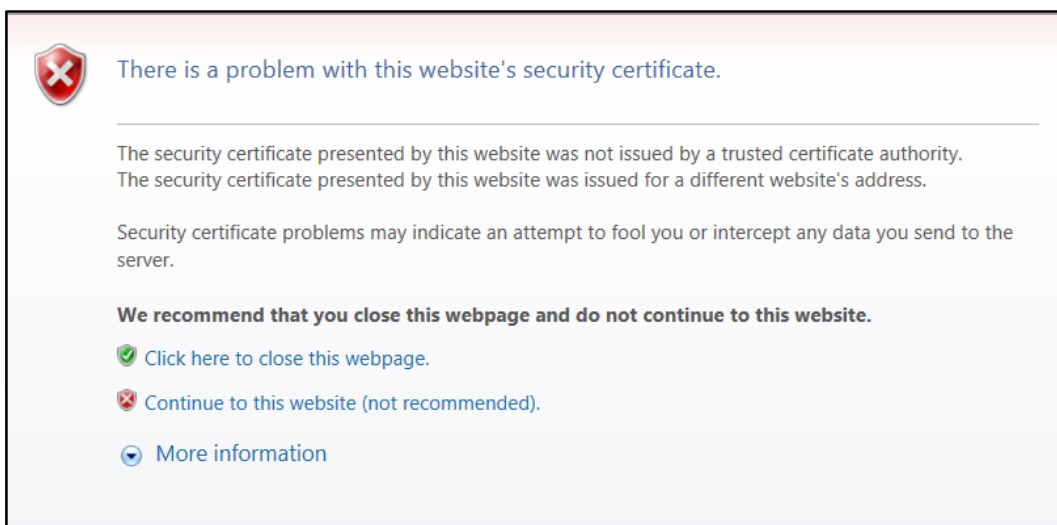 There is a problem with this website's security certificate.
The security certificate presented by this website was not issued by a trusted certificate authority.
The security certificate presented by this website was issued for a different website's address.
Security certificate problems may indicate an attempt to fool you or intercept any data you send to the
server.
We recommend that you close this webpage and do not continue to this website.
Click here to close this webpage.
Continue to this website (not recommended).
More information